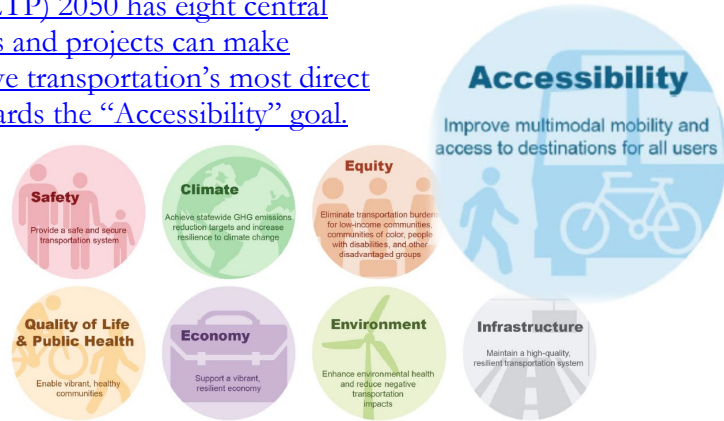 CTP) 2050 has eight central
s and projects can make
ve transportation's most direct
ards the “Accessibility” goal.
Accessibility
Improve multimodal mobility and
access to destinations for all users
Safety
Provide a safe and secure
transportation system
Climate
Achieve statewide GHG emissions
reduction targets and increase
resilience to climate change
Equity
Eliminate transportation burdens
for low-income communities,
communities of color, people
with disabilities, and other
disadvantaged groups
Quality of Life
& Public Health
Enable vibrant, healthy
communities
Economy
Support a vibrant,
resilient economy
Environment
Enhance environmental health
and reduce negative
transportation
impacts
Infrastructure
Maintain a high-quality,
resilient transportation system